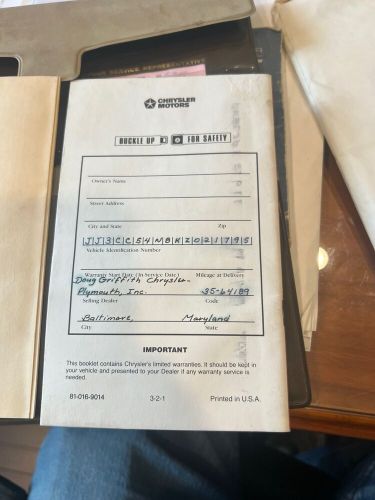 SERVICE REPRESENTATIVE
CHRYSLER
MOTORS
BUCKLE UP FOR SAFETY
Owner's Name
Street Address
City and State Zip
JJ3CC54M8KZ021795
Vehicle Identification Number
Warranty Start Date (In-Service Date) Mileage at Delivery
Doug Griffith Chrysler-
Plymouth, Inc. 35-64189
Selling Dealer Code
Baltimore, Maryland
City State
IMPORTANT
This booklet contains Chrysler's limited warranties. It should be kept in
your vehicle and presented to your Dealer if any warranty service is
needed.
81-016-9014 3-2-1 Printed in U.S.A.